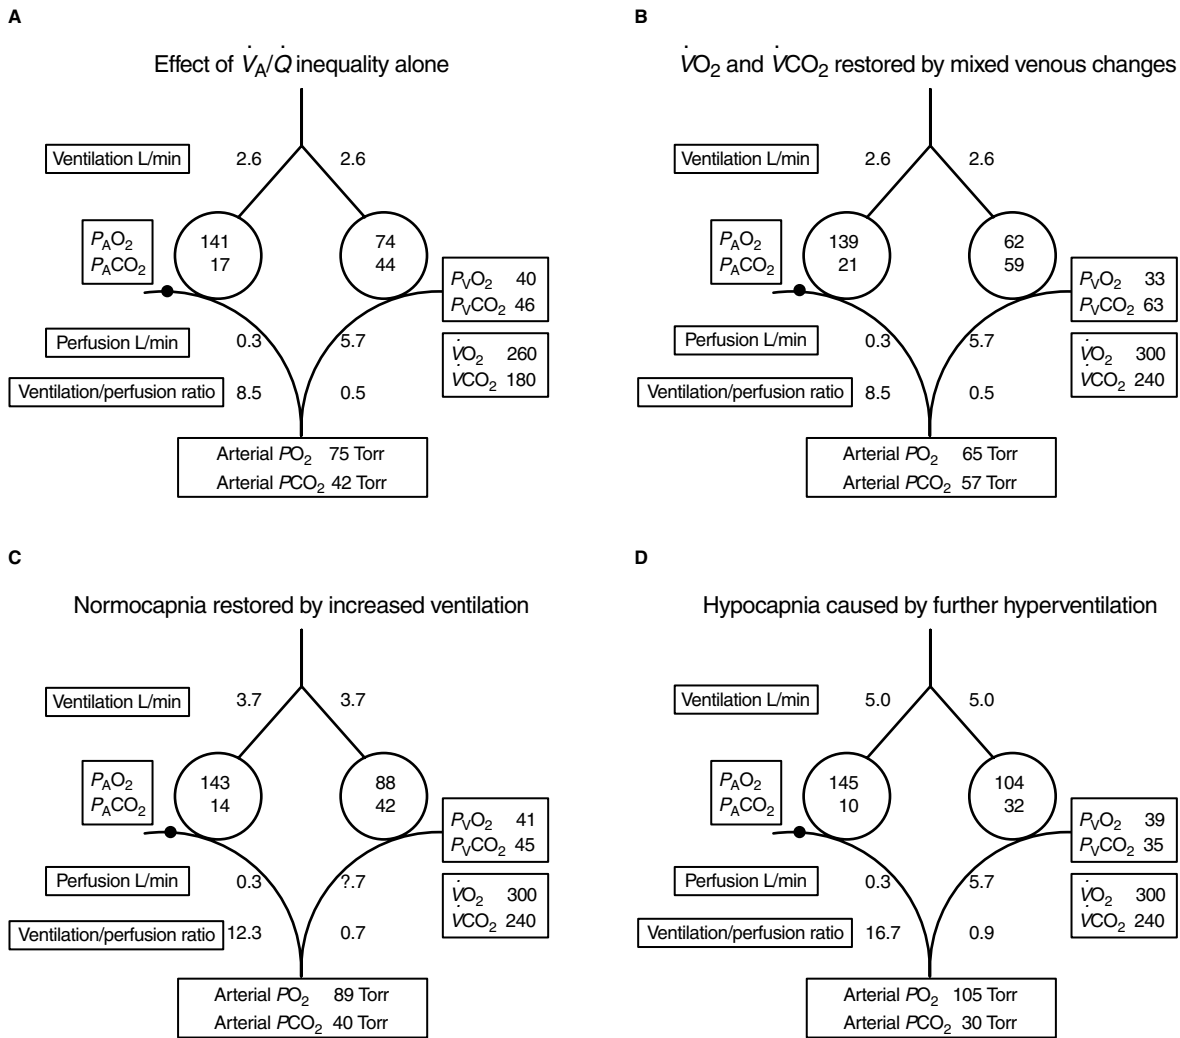 A
Effect of V̇A/Q̇ inequality alone
Ventilation L/min 2.6 2.6
PAO2 141 74
PACO2 17 44
PVO2 40
PVCO2 46
Perfusion L/min 0.3 5.7
V̇O2 260
V̇CO2 180
Ventilation/perfusion ratio 8.5 0.5
Arterial PO2 75 Torr
Arterial PCO2 42 Torr
B
V̇O2 and V̇CO2 restored by mixed venous changes
Ventilation L/min 2.6 2.6
PAO2 139 62
PACO2 21 59
PVO2 33
PVCO2 63
Perfusion L/min 0.3 5.7
V̇O2 300
V̇CO2 240
Ventilation/perfusion ratio 8.5 0.5
Arterial PO2 65 Torr
Arterial PCO2 57 Torr
C
Normocapnia restored by increased ventilation
Ventilation L/min 3.7 3.7
PAO2 143 88
PACO2 14 42
PVO2 41
PVCO2 45
Perfusion L/min 0.3 ?.7
V̇O2 300
V̇CO2 240
Ventilation/perfusion ratio 12.3 0.7
Arterial PO2 89 Torr
Arterial PCO2 40 Torr
D
Hypocapnia caused by further hyperventilation
Ventilation L/min 5.0 5.0
PAO2 145 104
PACO2 10 32
PVO2 39
PVCO2 35
Perfusion L/min 0.3 5.7
V̇O2 300
V̇CO2 240
Ventilation/perfusion ratio 16.7 0.9
Arterial PO2 105 Torr
Arterial PCO2 30 Torr